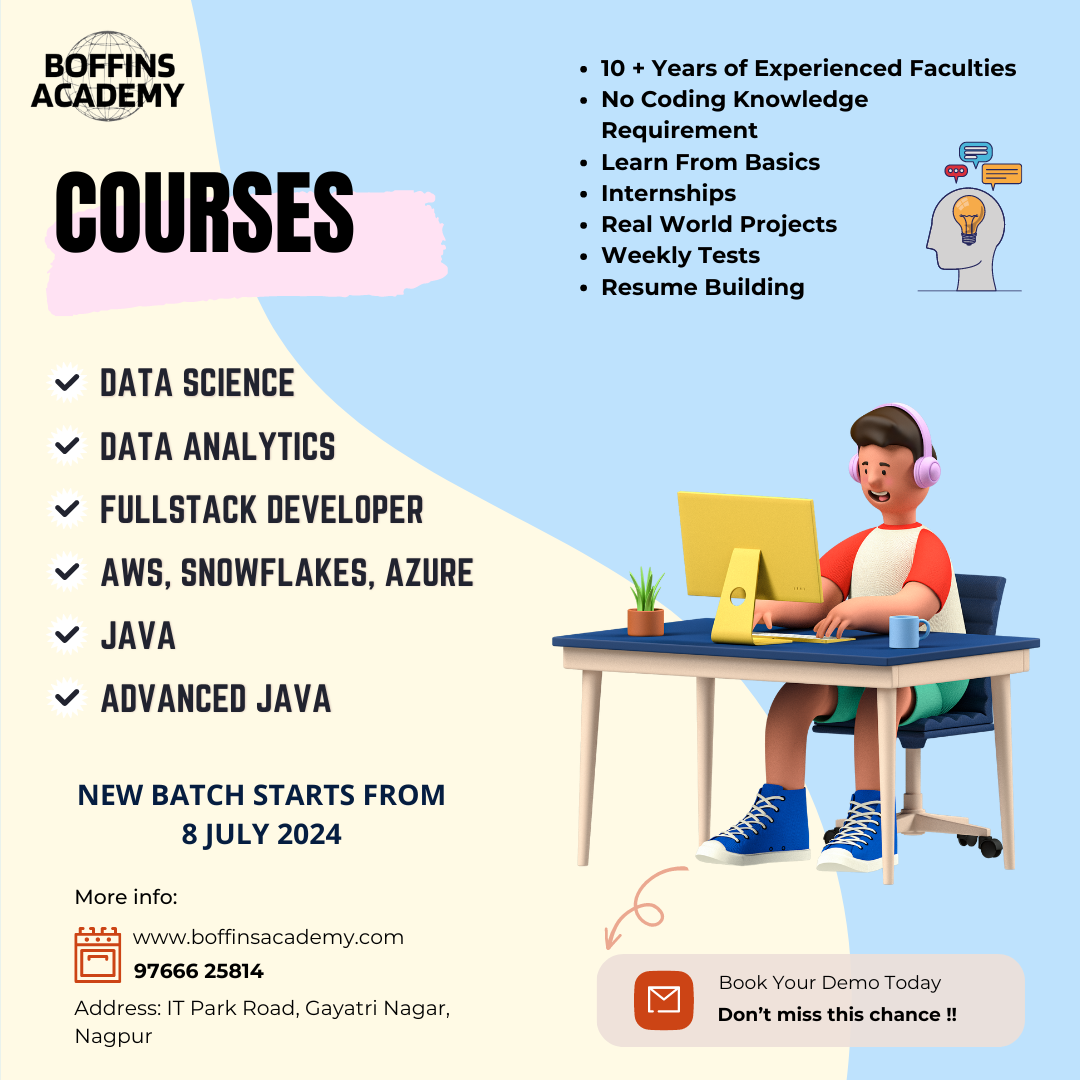 BOFFINS
ACADEMY
COURSES
• 10 + Years of Experienced Faculties
• No Coding Knowledge
Requirement
• Learn From Basics
• Internships
• Real World Projects
• Weekly Tests
• Resume Building
DATA SCIENCE
DATA ANALYTICS
FULLSTACK DEVELOPER
AWS, SNOWFLAKES, AZURE
JAVA
ADVANCED JAVA
NEW BATCH STARTS FROM
8 JULY 2024
More info:
www.boffinsacademy.com
97666 25814
Address: IT Park Road, Gayatri Nagar,
Nagpur
Book Your Demo Today
Don’t miss this chance !!